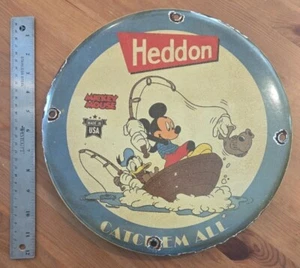 Heddon
MICKEY
MOUSE
MADE IN
USA
CATCH'EM ALL